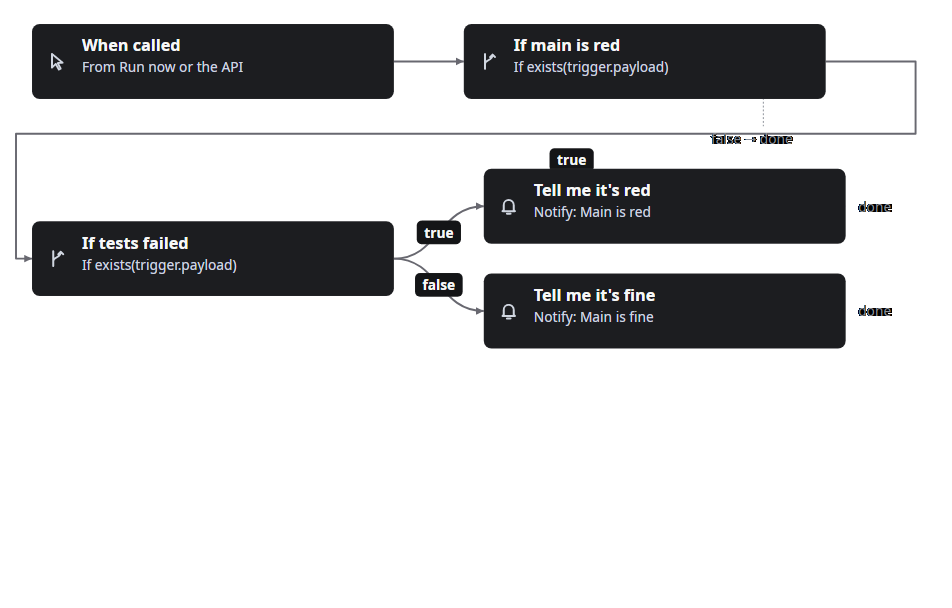 When called
From Run now or the API
If main is red
If exists(trigger.payload)
false → done
true
Tell me it's red
Notify: Main is red
done
If tests failed
If exists(trigger.payload)
true
false
Tell me it's fine
Notify: Main is fine
done